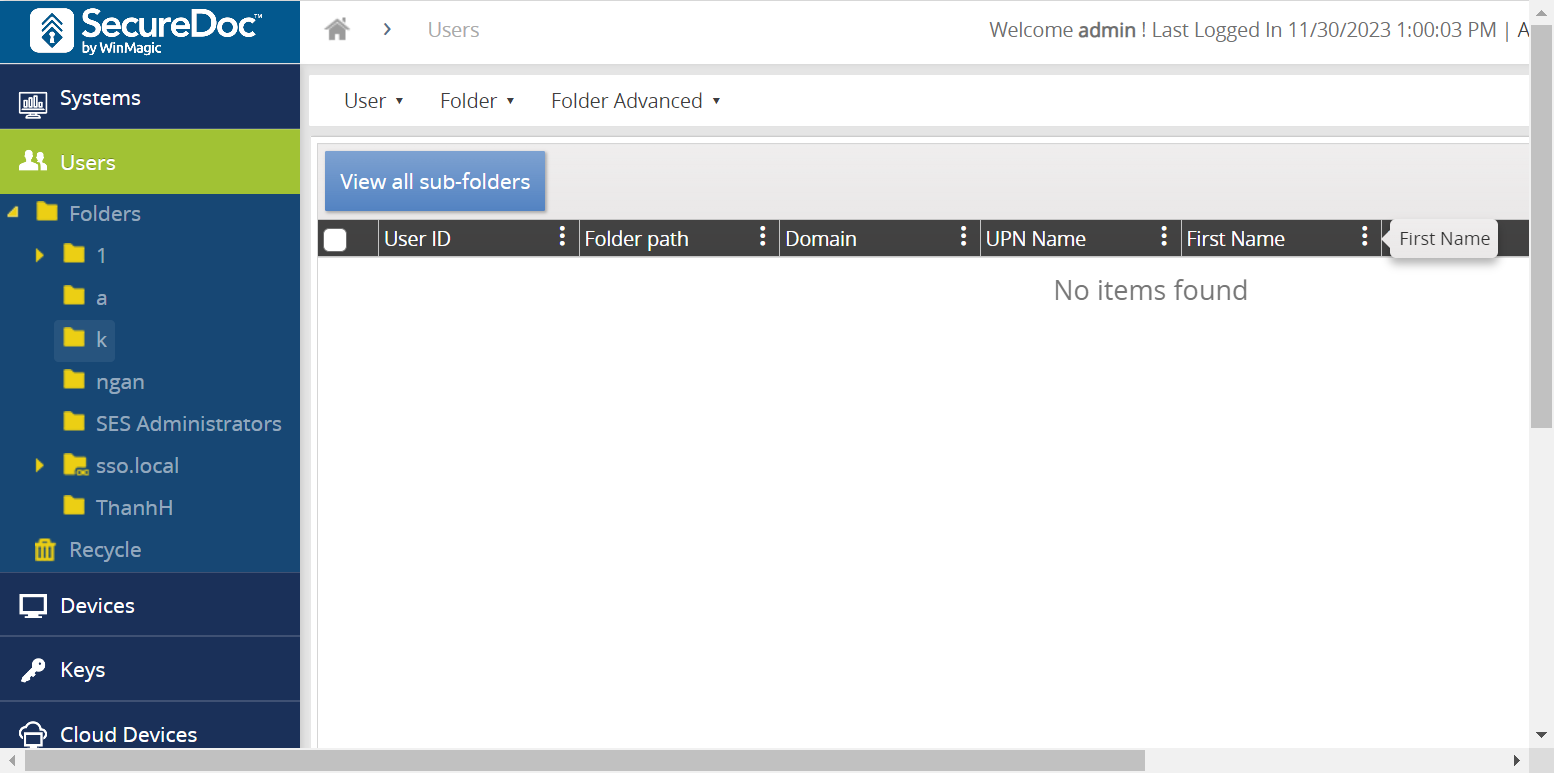 SecureDoc™
by WinMagic
Users
Welcome admin ! Last Logged In 11/30/2023 1:00:03 PM | A
Systems
Users
Folders
1
a
k
ngan
SES Administrators
sso.local
ThanhH
Recycle
Devices
Keys
Cloud Devices
User Folder Folder Advanced
View all sub-folders
User ID Folder path Domain UPN Name First Name First Name
No items found